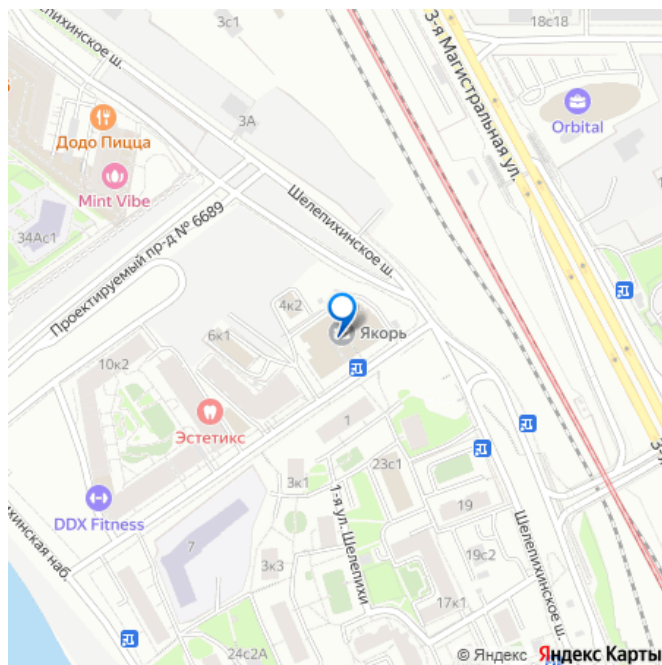 3с1
18с18
Шелепихинское ш.
3-я Магистральная ул.
Додо Пицца
3А
Orbital
Mint Vibe
34Ас1
Проектируемый пр-д № 6689
Шелепихинское ш.
4к2
6к1
Якорь
10к2
Эстетикс
1
23с1
3к1
DDX Fitness
19
7
1-я ул. Шелепихи
Шелепихинское ш.
19с2
3к3
17к1
24с2А
© Яндекс Яндекс Карты